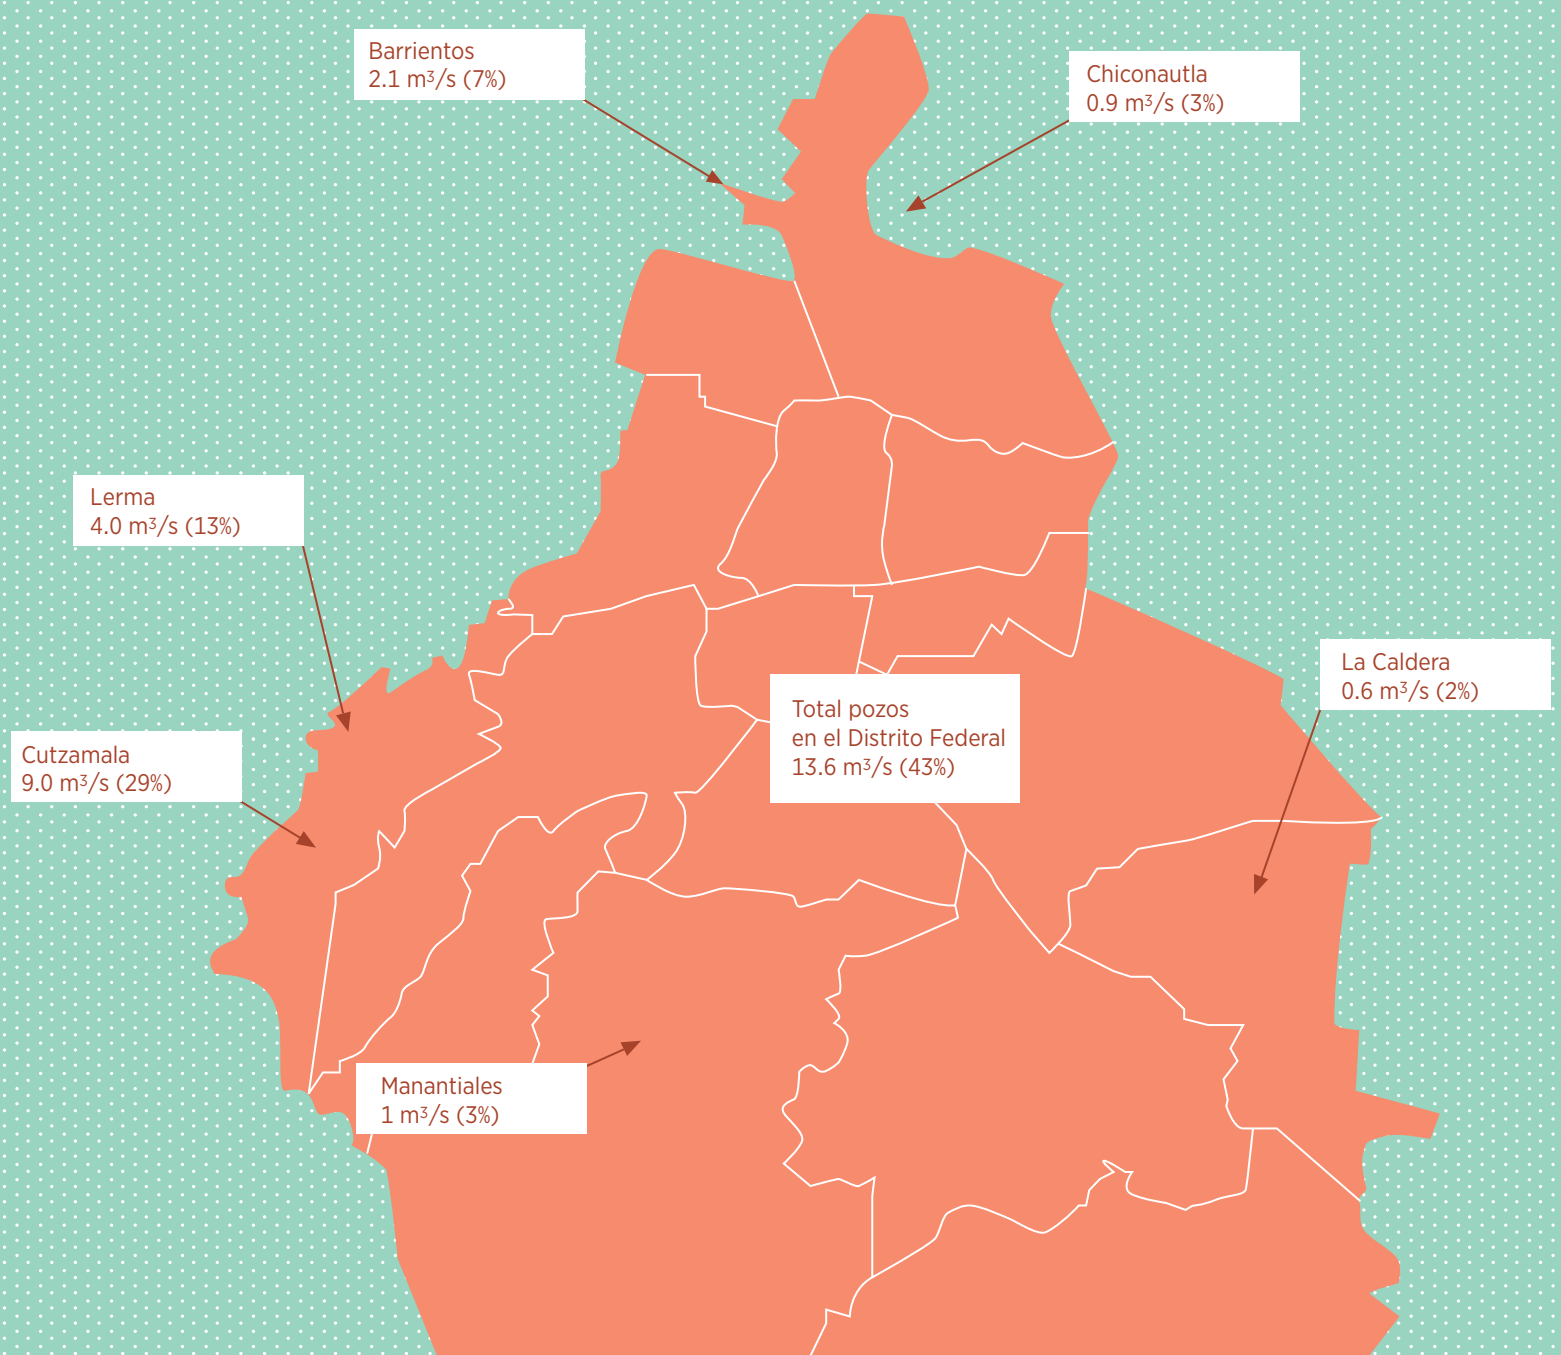 Barrientos
2.1 m³/s (7%)
Chiconautla
0.9 m³/s (3%)
Lerma
4.0 m³/s (13%)
La Caldera
0.6 m³/s (2%)
Total pozos
en el Distrito Federal
13.6 m³/s (43%)
Cutzamala
9.0 m³/s (29%)
Manantiales
1 m³/s (3%)